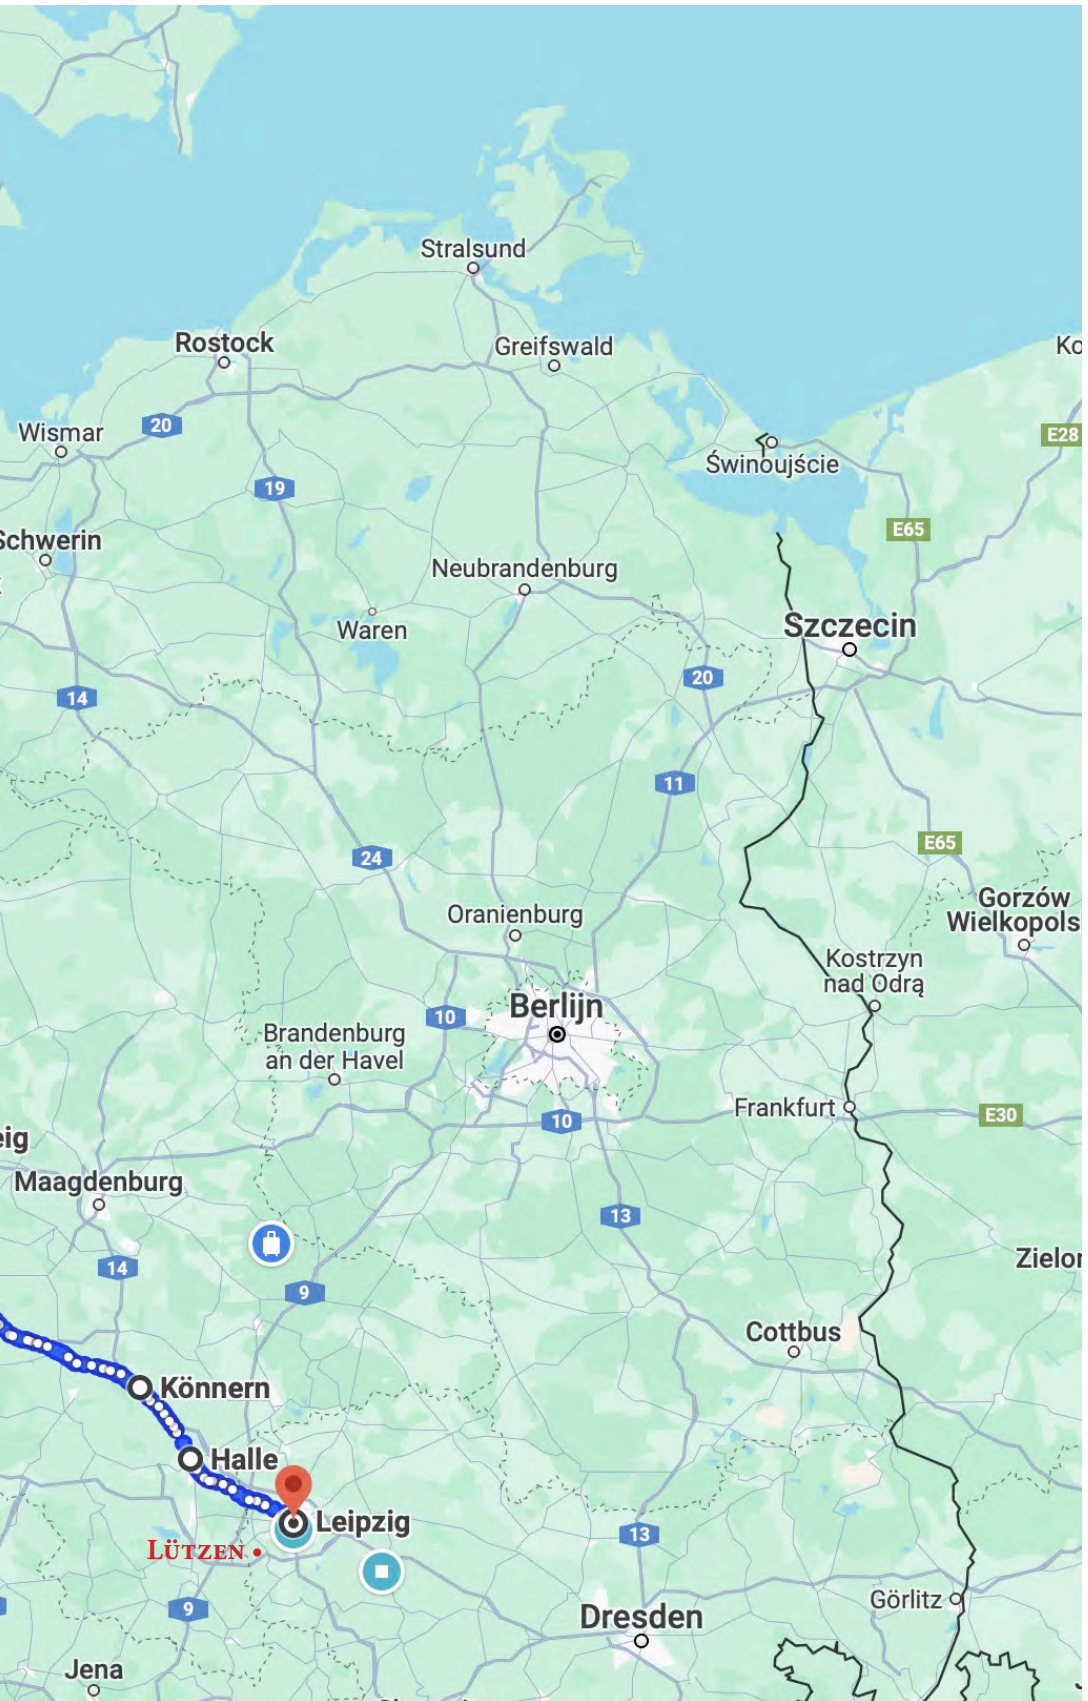 Stralsund
Rostock
Greifswald
Ko
20
Wismar
E28
Świnoujście
19
E65
Schwerin
Neubrandenburg
Waren
Szczecin
20
14
11
E65
24
Gorzów
Wielkopols
Oranienburg
Kostrzyn
nad Odrą
Berlijn
10
Brandenburg
an der Havel
Frankfurt
E30
10
eig
Maagdenburg
13
Zielon
14
9
Cottbus
Könnern
Halle
Leipzig
13
LÜTZEN
9
Görlitz
Dresden
Jena